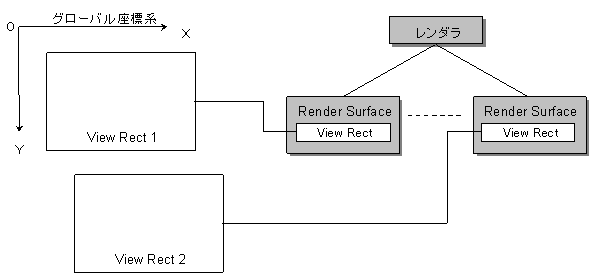 グローバル座標系
O
X
レンダラ
Render Surface
Render Surface
View Rect
View Rect
View Rect 1
Y
View Rect 2